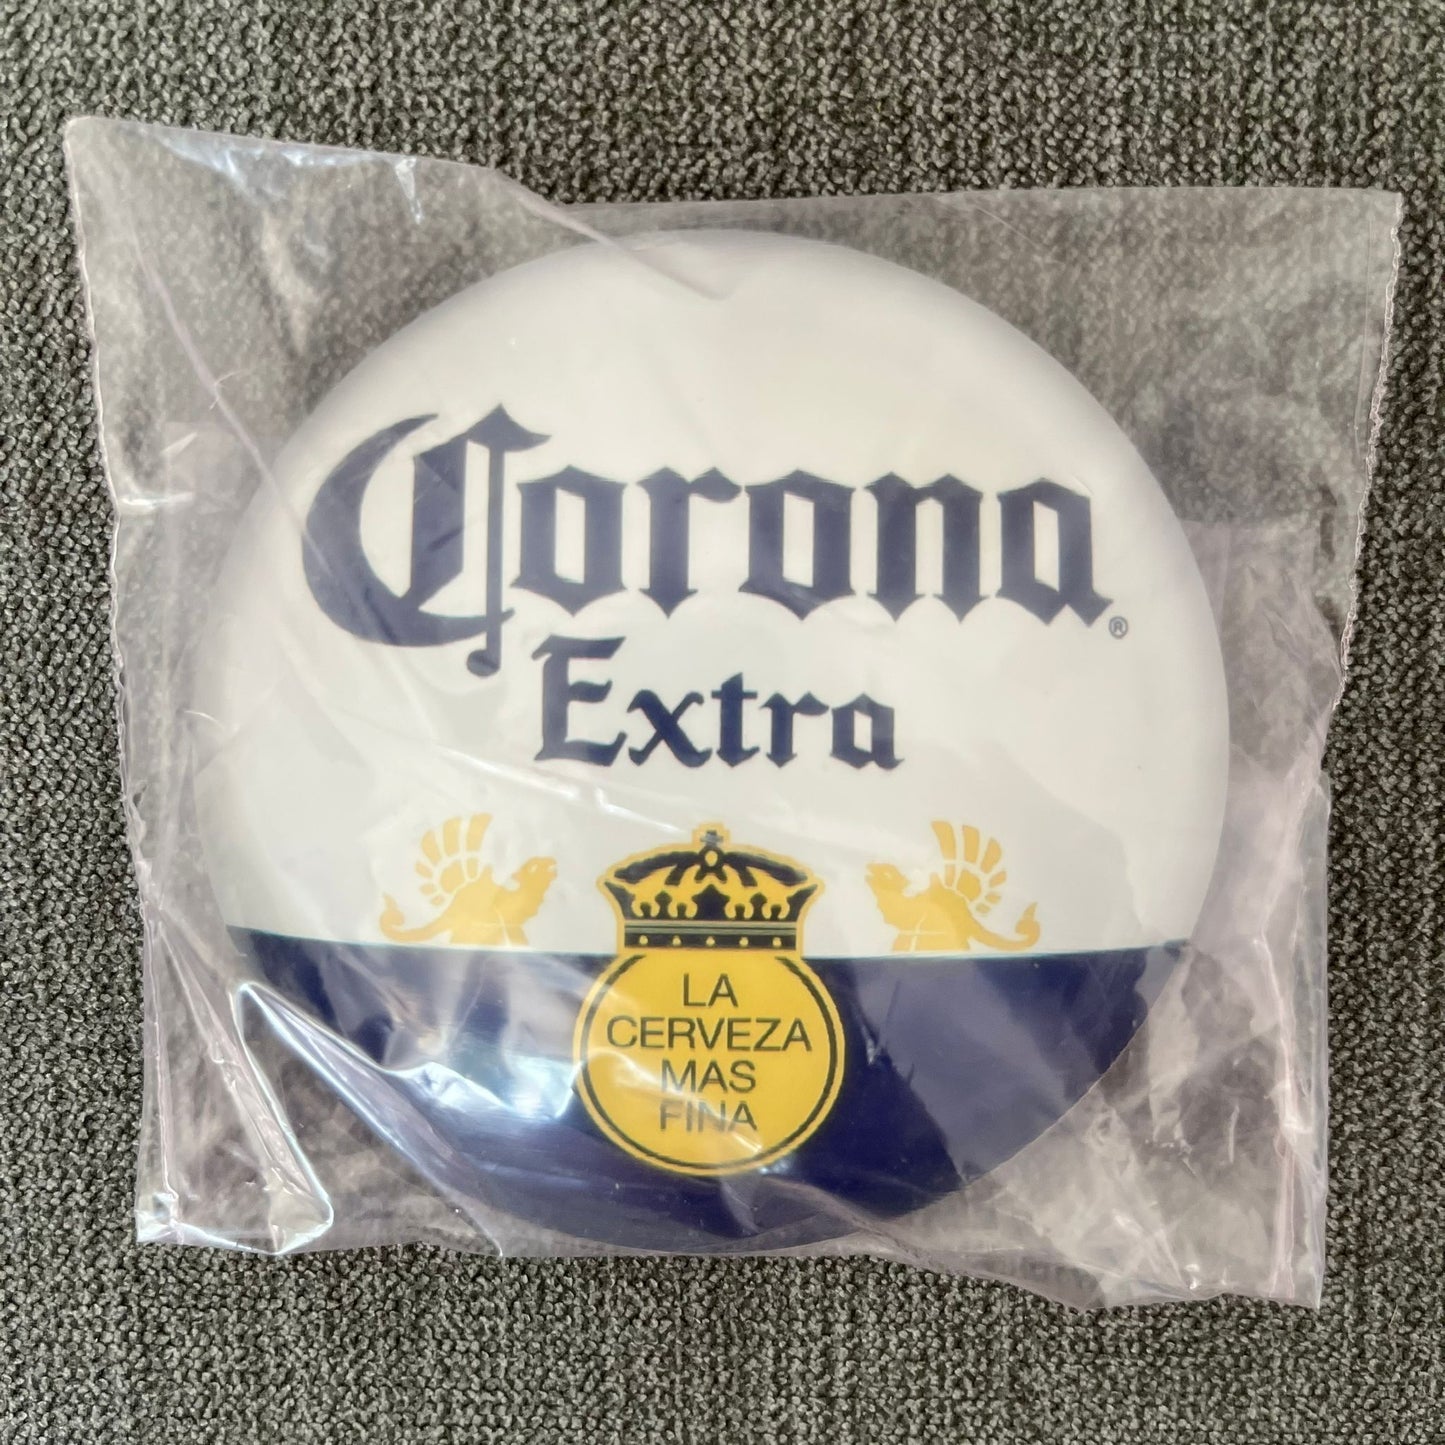 Corona®
Extra
LA
CERVEZA
MAS
FINA